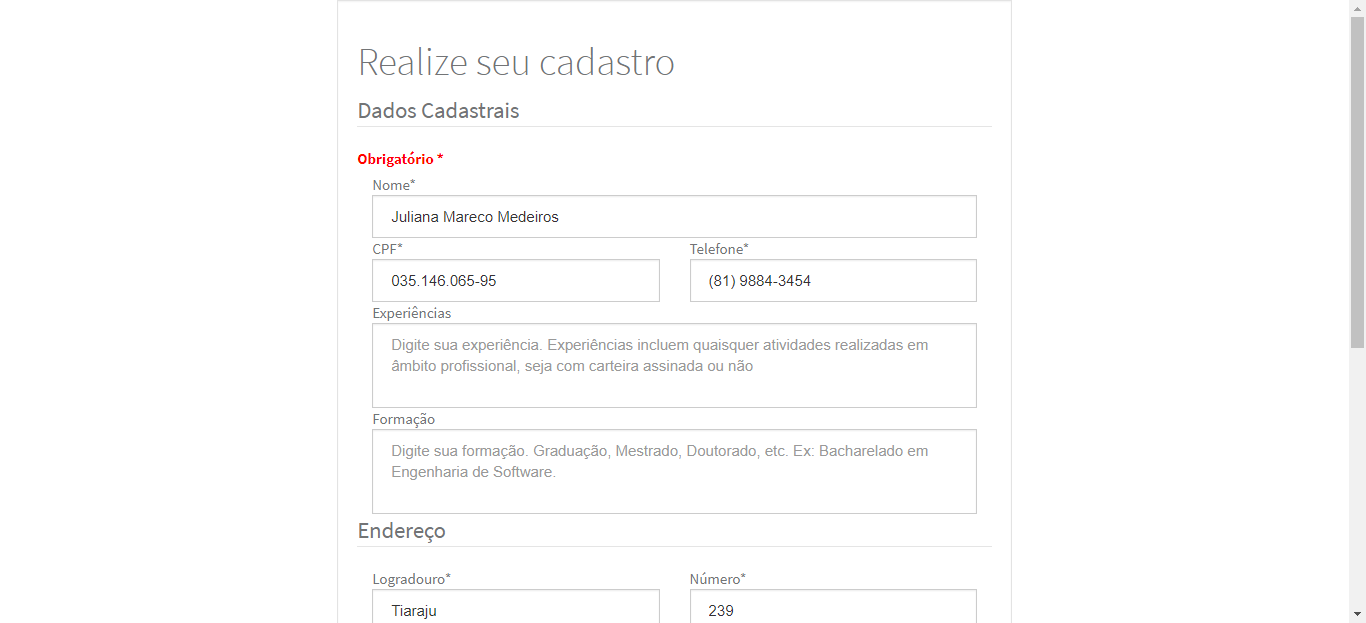 Realize seu cadastro
Dados Cadastrais
Obrigatório *
Nome*
Juliana Mareco Medeiros
CPF*
Telefone*
035.146.065-95
(81) 9884-3454
Experiências
Digite sua experiência. Experiências incluem quaisquer atividades realizadas em
âmbito profissional, seja com carteira assinada ou não
Formação
Digite sua formação. Graduação, Mestrado, Doutorado, etc. Ex: Bacharelado em
Engenharia de Software.
Endereço
Logradouro*
Número*
Tiaraju
239